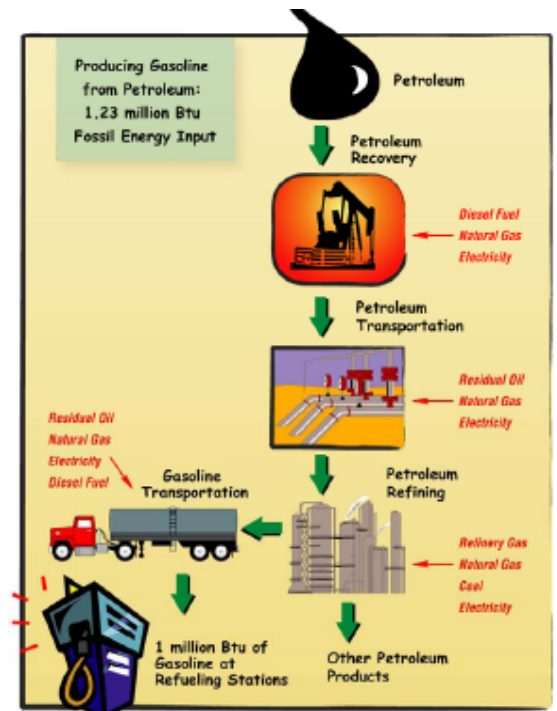 Producing Gasoline
from Petroleum:
1,23 million Btu
Fossil Energy Input
Petroleum
Petroleum
Recovery
Diesel Fuel
Natural Gas
Electricity
Petroleum
Transportation
Residual Oil
Natural Gas
Electricity
Residual Oil
Natural Gas
Electricity
Diesel Fuel
Gasoline
Transportation
Petroleum
Refining
Refinery Gas
Natural Gas
Coal
Electricity
1 million Btu of
Gasoline at
Refueling Stations
Other Petroleum
Products